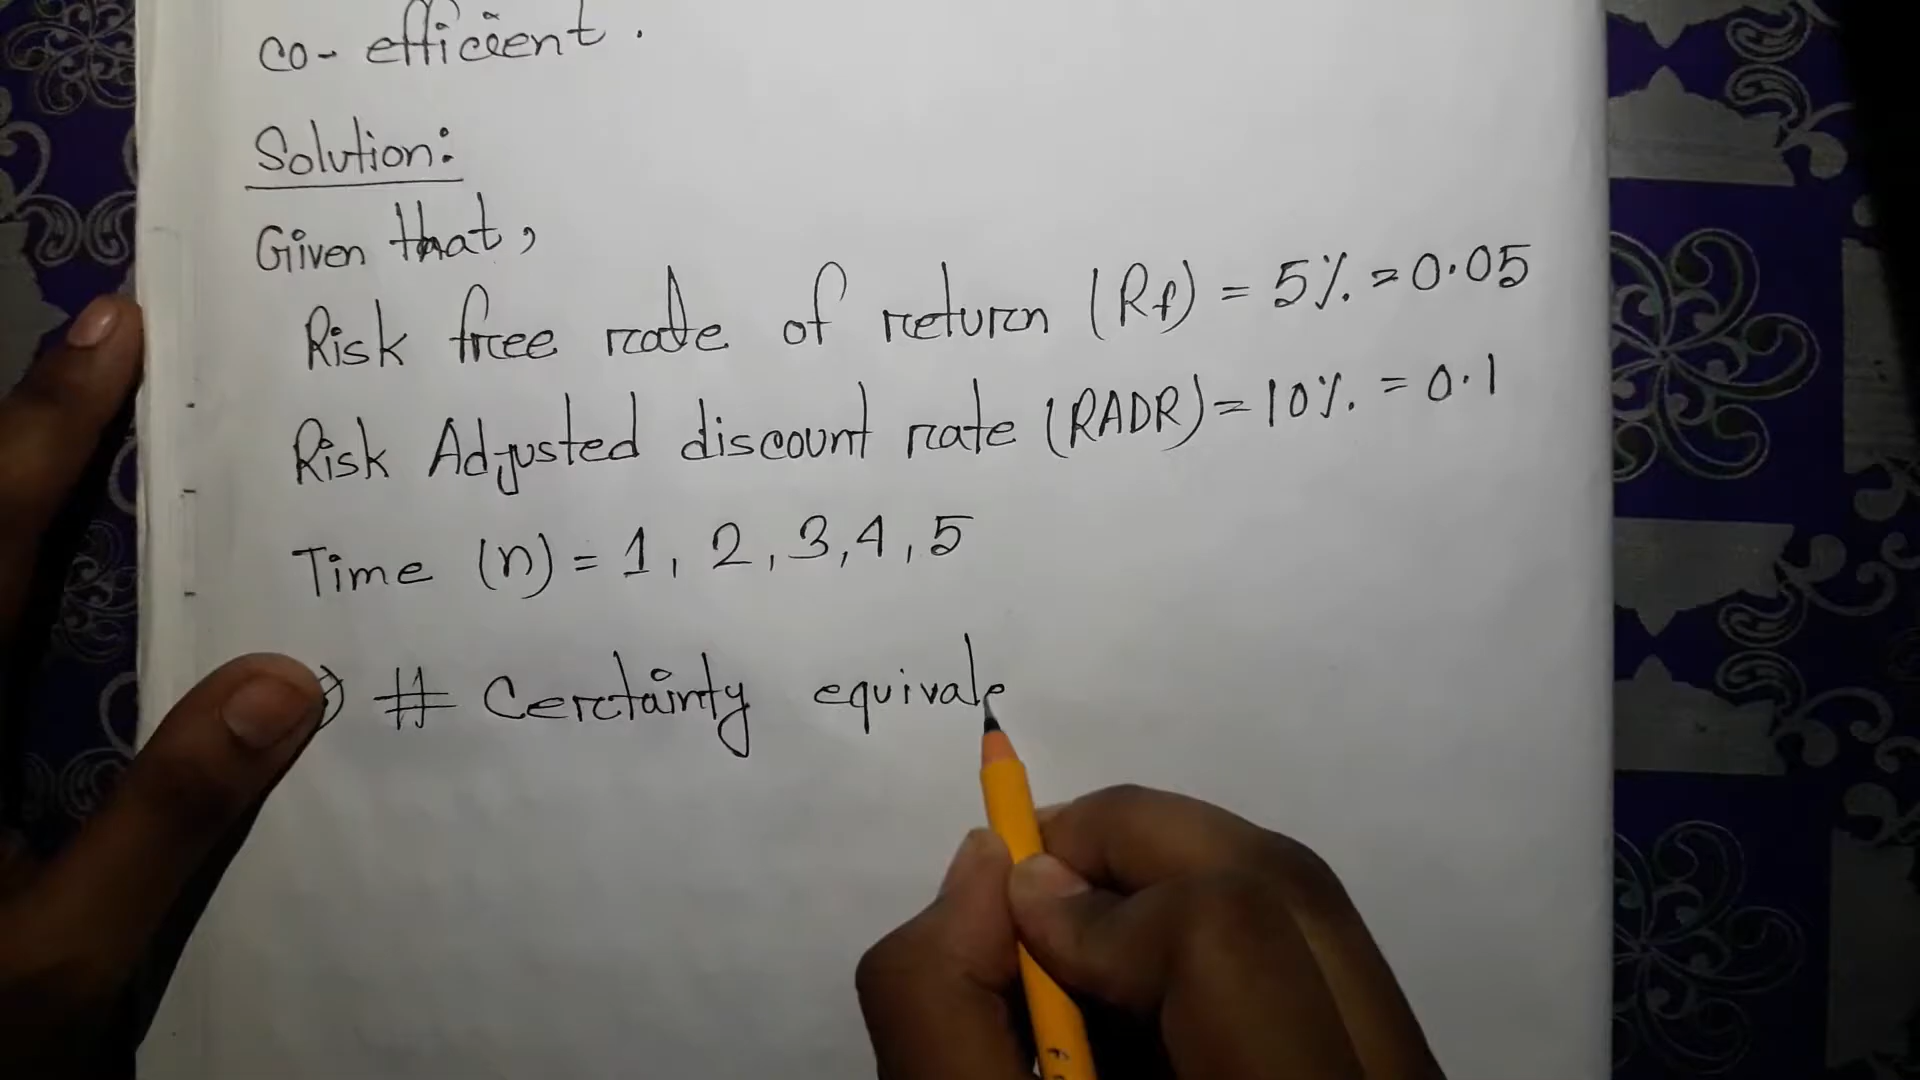 co-efficient.
Solution:
Given that,
Risk free rate of return (Rf) = 5% = 0.05
Risk Adjusted discount rate (RADR) = 10% = 0.1
Time (n) = 1, 2, 3, 4, 5
# Certainty equivale